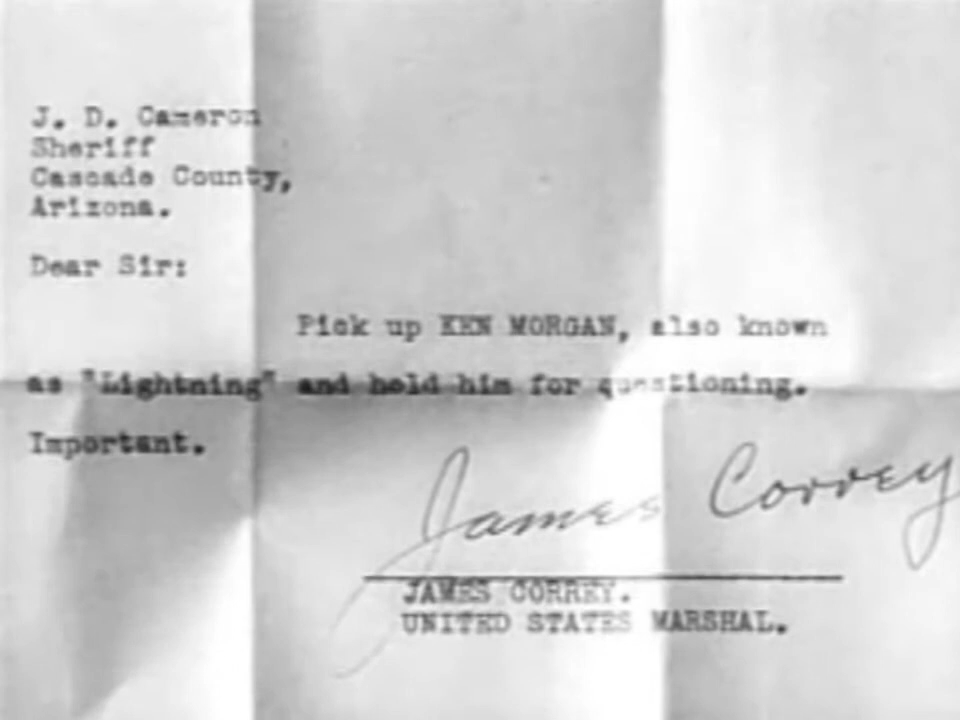 J. D. Cameron
Sheriff
Cascade County,
Arizona.
Dear Sir:
Pick up KEN MORGAN, also known
as "Lightning" and hold him for questioning.
Important.
James Correy
JAMES CORREY.
UNITED STATES MARSHAL.